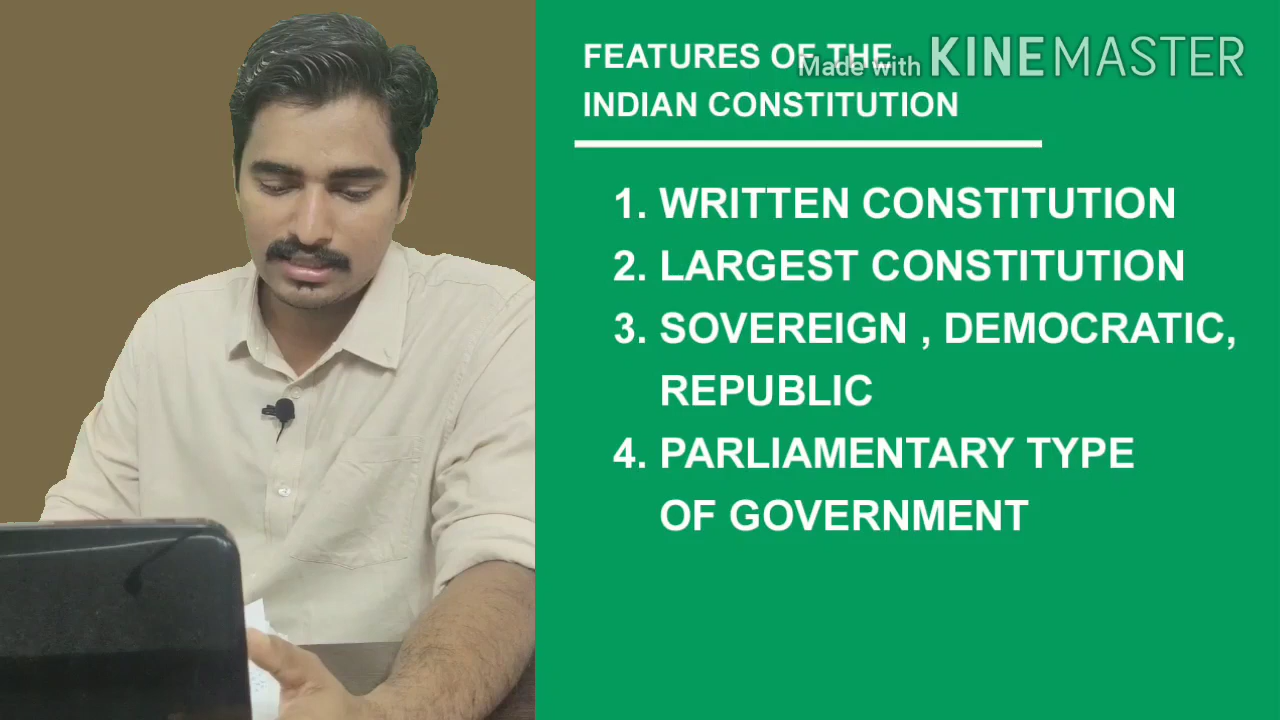 FEATURES OF THE
Made with KINEMASTER
INDIAN CONSTITUTION
1. WRITTEN CONSTITUTION
2. LARGEST CONSTITUTION
3. SOVEREIGN , DEMOCRATIC,
REPUBLIC
4. PARLIAMENTARY TYPE
OF GOVERNMENT